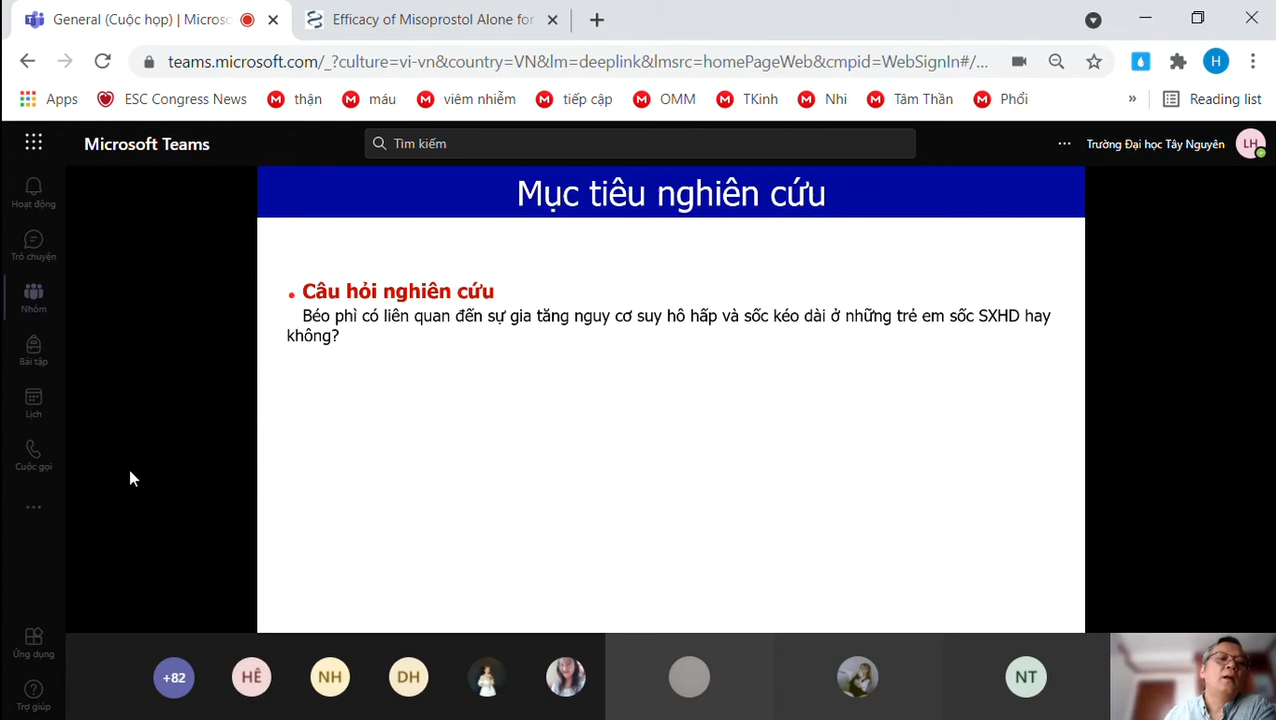 General (Cuộc họp) | Microso
Efficacy of Misoprostol Alone for
teams.microsoft.com/_?culture=vi-vn&country=VN&lm=deeplink&lmsrc=homePageWeb&cmpid=WebSignIn#/...
H
Apps
ESC Congress News
thận
máu
viêm nhiễm
tiếp cập
OMM
TKinh
Nhi
Tâm Thần
Phổi
»
Reading list
Microsoft Teams
Tìm kiếm
Trường Đại học Tây Nguyên
LH
Hoạt động
Trò chuyện
Nhóm
Bài tập
Lịch
Cuộc gọi
Ứng dụng
Trợ giúp
Mục tiêu nghiên cứu
• Câu hỏi nghiên cứu
Béo phì có liên quan đến sự gia tăng nguy cơ suy hô hấp và sốc kéo dài ở những trẻ em sốc SXHD hay
không?
+82
HÊ
NH
DH
NT